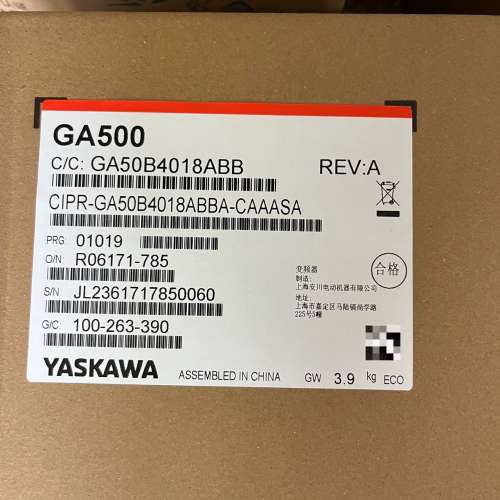 GA500
C/C: GA50B4018ABB REV:A
CIPR-GA50B4018ABBA-CAAASA
PRG: 01019
O/N: R06171-785
S/N: JL2361717850060
G/C: 100-263-390
变频器
制造:
上海安川电动机器有限公司
地址:
上海市嘉定区马陆镇尚学路
225号5幢
合格
YASKAWA ASSEMBLED IN CHINA GW 3.9 kg ECO